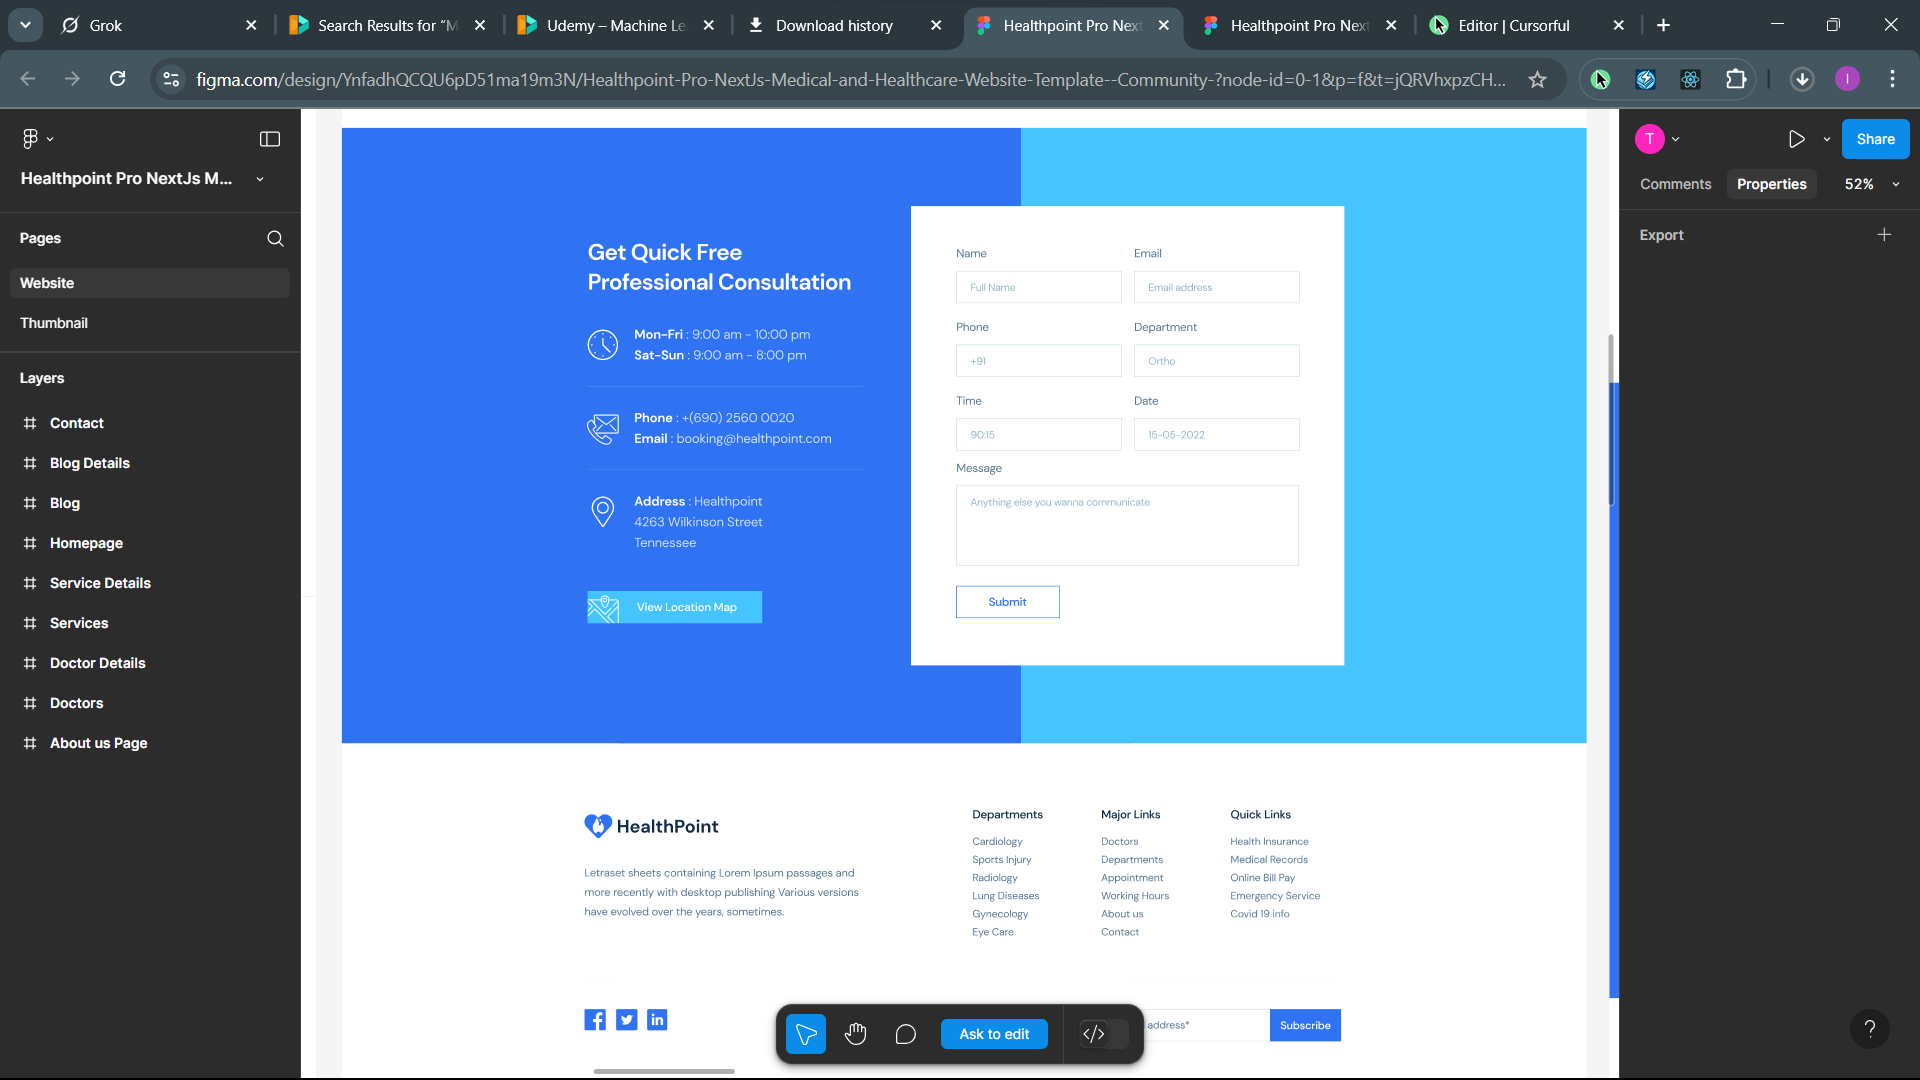 Grok
Search Results for “M
Udemy – Machine Le
Download history
Healthpoint Pro Next
Healthpoint Pro Next
Editor | Cursorful
figma.com/design/YnfadhQCQU6pD51ma19m3N/Healthpoint-Pro-NextJs-Medical-and-Healthcare-Website-Template--Community-?node-id=0-1&p=f&t=jQRVhxpzCH...
I
Healthpoint Pro NextJs M...
Pages
Website
Thumbnail
Layers
Contact
Blog Details
Blog
Homepage
Service Details
Services
Doctor Details
Doctors
About us Page
Get Quick Free
Professional Consultation
Mon-Fri : 9:00 am - 10:00 pm
Sat-Sun : 9:00 am - 8:00 pm
Phone : +(690) 2560 0020
Email : booking@healthpoint.com
Address : Healthpoint
4263 Wilkinson Street
Tennessee
View Location Map
Name
Email
Full Name
Email address
Phone
Department
+91
Ortho
Time
Date
90:15
15-05-2022
Message
Anything else you wanna communicate
Submit
HealthPoint
Letraset sheets containing Lorem Ipsum passages and
more recently with desktop publishing Various versions
have evolved over the years, sometimes.
Departments
Cardiology
Sports Injury
Radiology
Lung Diseases
Gynecology
Eye Care
Major Links
Doctors
Departments
Appointment
Working Hours
About us
Contact
Quick Links
Health Insurance
Medical Records
Online Bill Pay
Emergency Service
Covid 19 info
in
Ask to edit
address*
Subscribe
T
Share
Comments
Properties
52%
Export
?